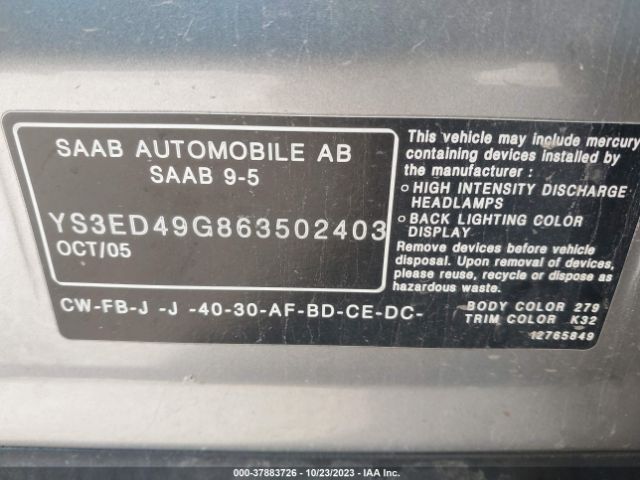 SAAB AUTOMOBILE AB
SAAB 9-5
YS3ED49G863502403
OCT/05
CW-FB-J -J -40-30-AF-BD-CE-DC-
This vehicle may include mercury
containing devices installed by
the manufacturer :
○ HIGH INTENSITY DISCHARGE
HEADLAMPS
○ BACK LIGHTING COLOR
DISPLAY
Remove devices before vehicle
disposal. Upon removal of devices,
please reuse, recycle or dispose as
hazardous waste.
BODY COLOR 279
TRIM COLOR K32
12765849
000-37883726 - 10/23/2023 - IAA Inc.